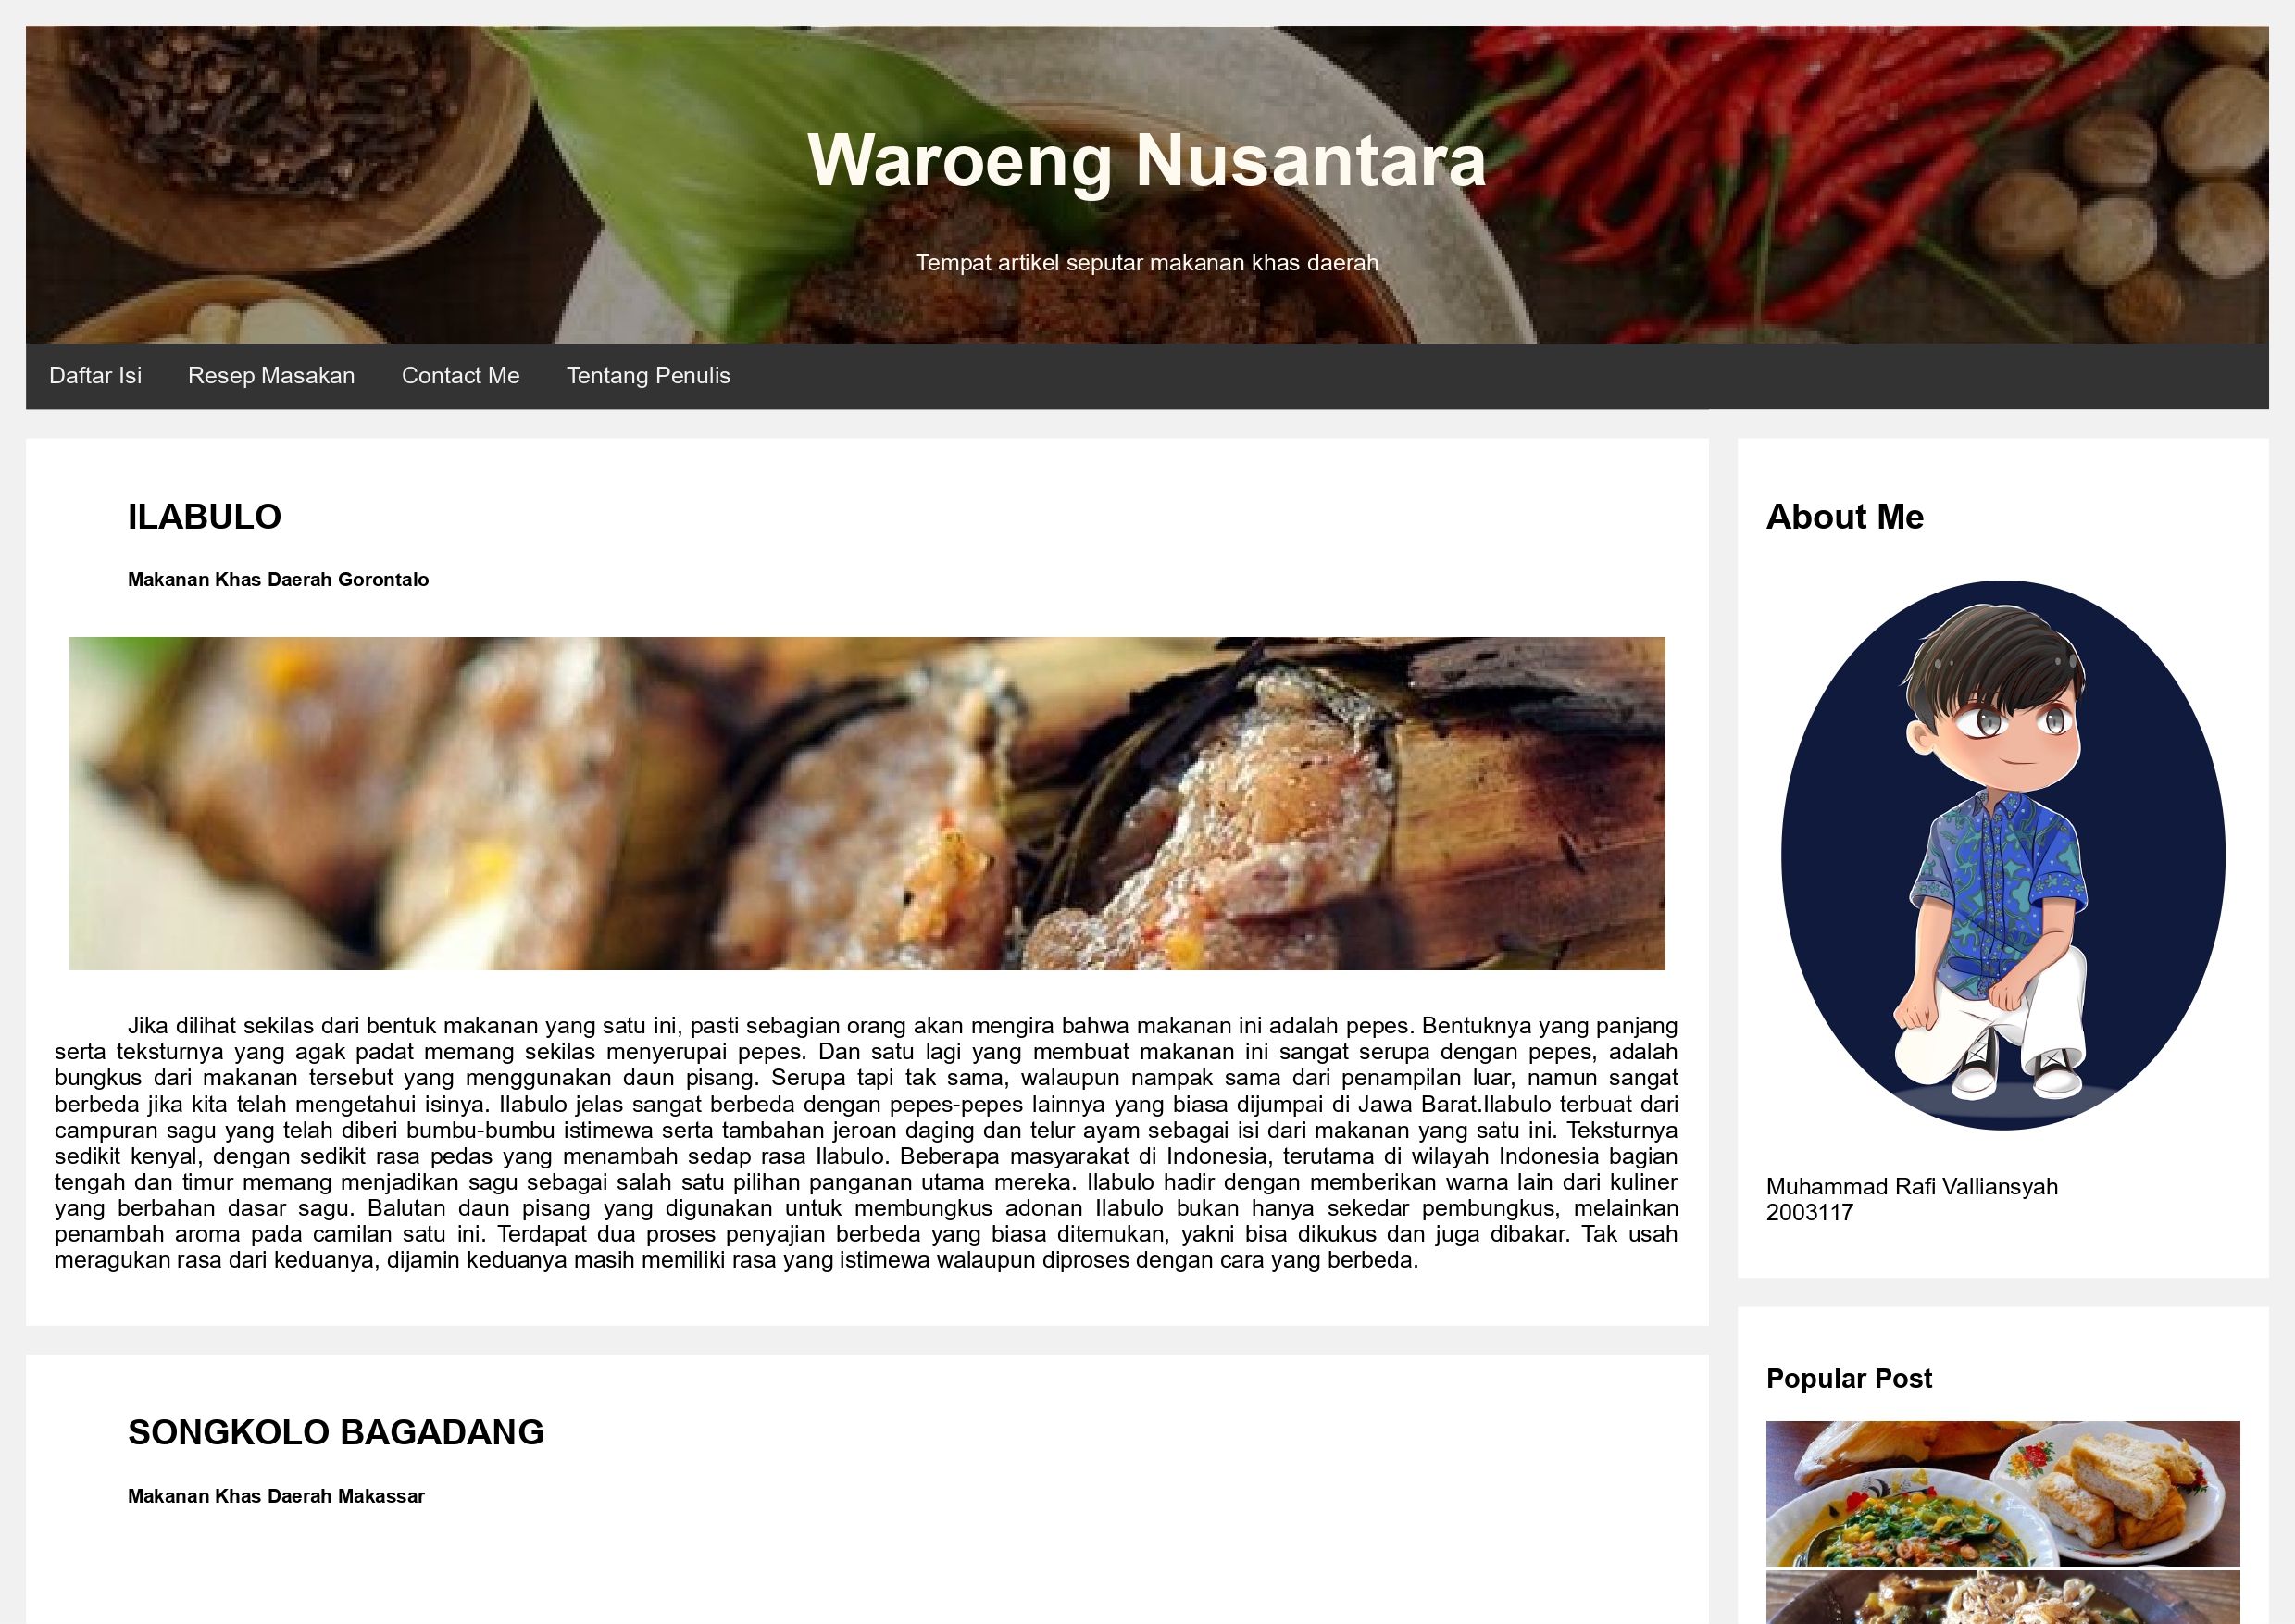 Waroeng Nusantara
Tempat artikel seputar makanan khas daerah
Daftar Isi
Resep Masakan
Contact Me
Tentang Penulis
ILABULO
Makanan Khas Daerah Gorontalo
Jika dilihat sekilas dari bentuk makanan yang satu ini, pasti sebagian orang akan mengira bahwa makanan ini adalah pepes. Bentuknya yang panjang
serta teksturnya yang agak padat memang sekilas menyerupai pepes. Dan satu lagi yang membuat makanan ini sangat serupa dengan pepes, adalah
bungkus dari makanan tersebut yang menggunakan daun pisang. Serupa tapi tak sama, walaupun nampak sama dari penampilan luar, namun sangat
berbeda jika kita telah mengetahui isinya. Ilabulo jelas sangat berbeda dengan pepes-pepes lainnya yang biasa dijumpai di Jawa Barat.Ilabulo terbuat dari
campuran sagu yang telah diberi bumbu-bumbu istimewa serta tambahan jeroan daging dan telur ayam sebagai isi dari makanan yang satu ini. Teksturnya
sedikit kenyal, dengan sedikit rasa pedas yang menambah sedap rasa Ilabulo. Beberapa masyarakat di Indonesia, terutama di wilayah Indonesia bagian
tengah dan timur memang menjadikan sagu sebagai salah satu pilihan panganan utama mereka. Ilabulo hadir dengan memberikan warna lain dari kuliner
yang berbahan dasar sagu. Balutan daun pisang yang digunakan untuk membungkus adonan Ilabulo bukan hanya sekedar pembungkus, melainkan
penambah aroma pada camilan satu ini. Terdapat dua proses penyajian berbeda yang biasa ditemukan, yakni bisa dikukus dan juga dibakar. Tak usah
meragukan rasa dari keduanya, dijamin keduanya masih memiliki rasa yang istimewa walaupun diproses dengan cara yang berbeda.
SONGKOLO BAGADANG
Makanan Khas Daerah Makassar
About Me
Muhammad Rafi Valliansyah
2003117
Popular Post